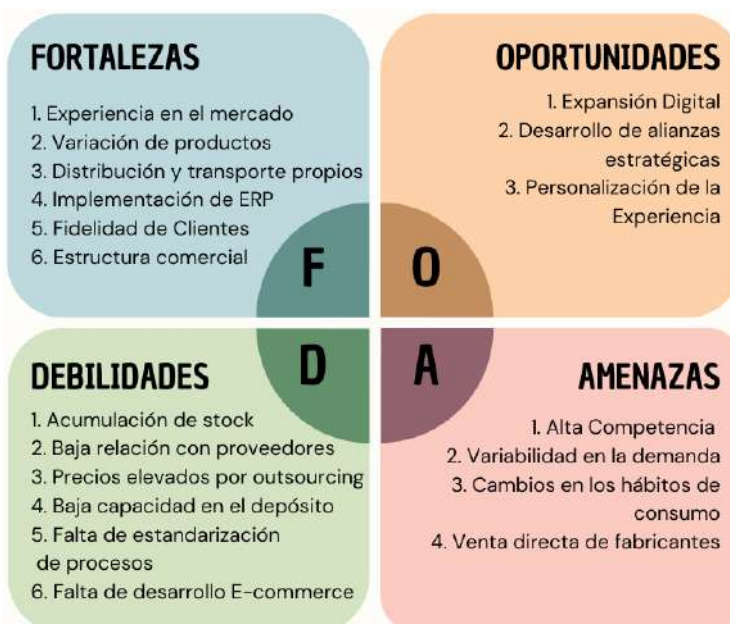 FORTALEZAS
1. Experiencia en el mercado
2. Variación de productos
3. Distribución y transporte propios
4. Implementación de ERP
5. Fidelidad de Clientes
6. Estructura comercial
F
OPORTUNIDADES
1. Expansión Digital
2. Desarrollo de alianzas
estratégicas
3. Personalización de la
Experiencia
O
DEBILIDADES
1. Acumulación de stock
2. Baja relación con proveedores
3. Precios elevados por outsourcing
4. Baja capacidad en el depósito
5. Falta de estandarización
de procesos
6. Falta de desarrollo E-commerce
D
AMENAZAS
1. Alta Competencia
2. Variabilidad en la demanda
3. Cambios en los hábitos de
consumo
4. Venta directa de fabricantes
A